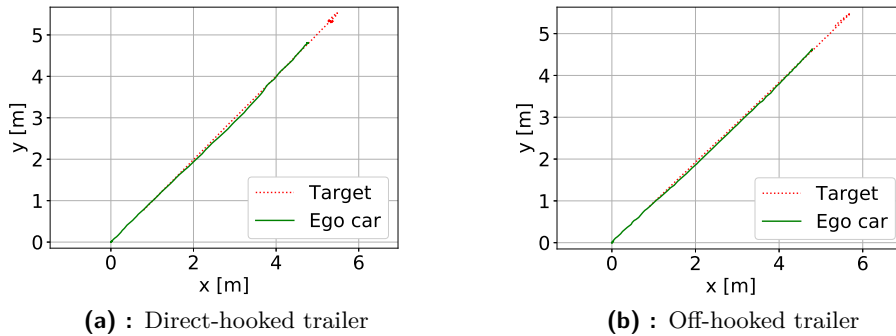 5
4
3
2
1
0
y [m]
0
2
4
6
x [m]
Target
Ego car
(a) : Direct-hooked trailer
5
4
3
2
1
0
y [m]
0
2
4
6
x [m]
Target
Ego car
(b) : Off-hooked trailer